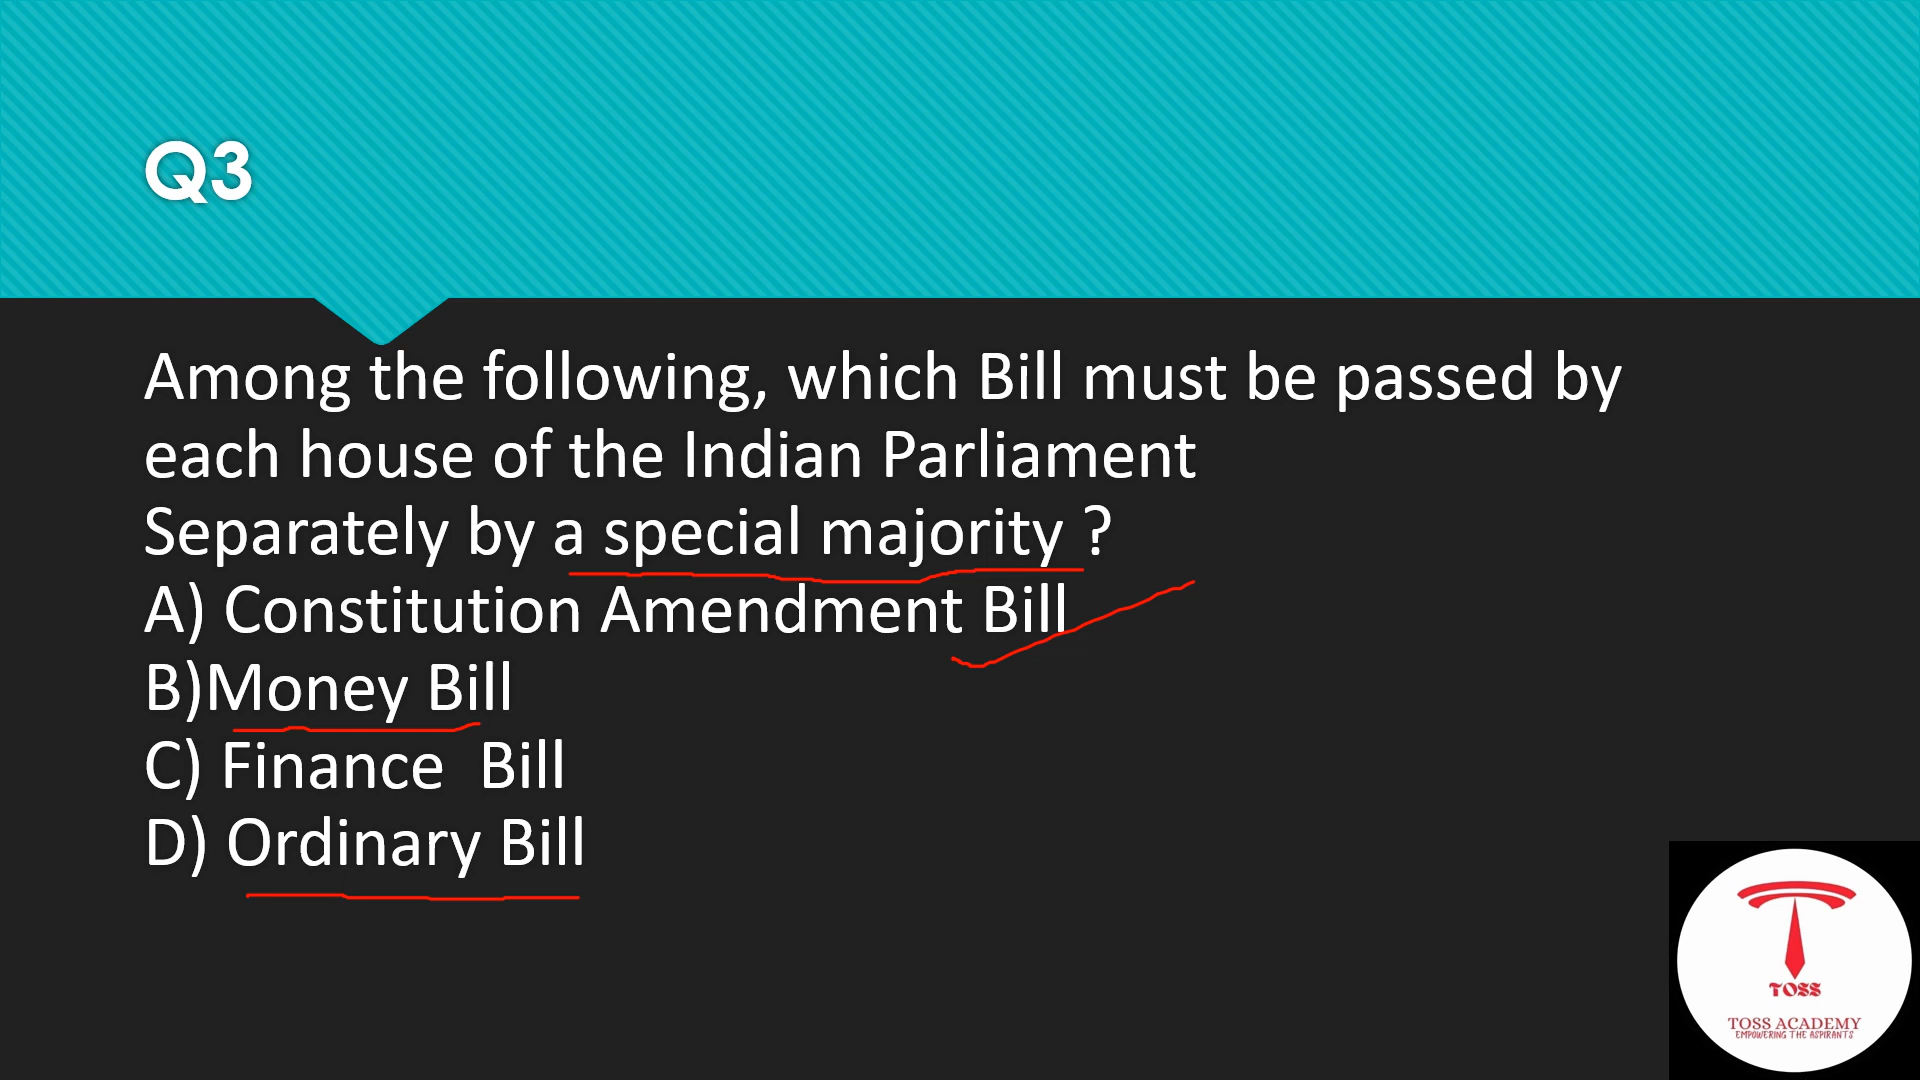 Q3
Among the following, which Bill must be passed by
each house of the Indian Parliament
Separately by a special majority ?
A) Constitution Amendment Bill
B)Money Bill
C) Finance  Bill
D) Ordinary Bill
TOSS
TOSS ACADEMY
EMPOWERING THE ASPIRANTS